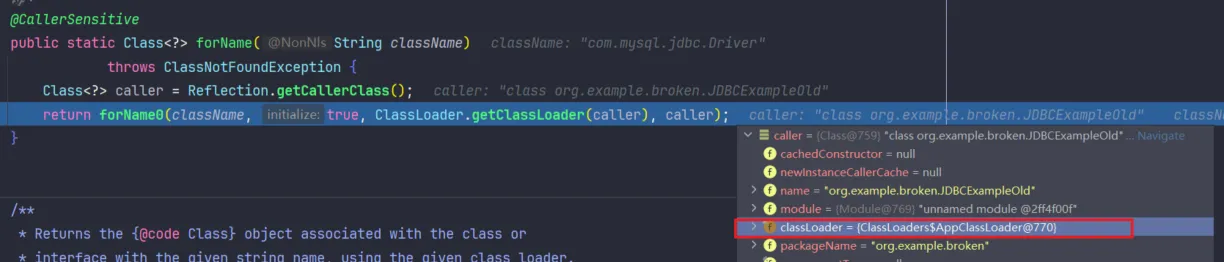 @CallerSensitive
public static Class<?> forName( @NonNls String className) className: "com.mysql.jdbc.Driver"
throws ClassNotFoundException {
Class<?> caller = Reflection.getCallerClass(); caller: "class org.example.broken.JDBCExampleOld"
return forName0(className, initialize: true, ClassLoader.getClassLoader(caller), caller); caller: "class org.example.broken.JDBCExampleOld"
}
caller = {Class@759} "class org.example.broken.JDBCExampleOld" ... Navigate
cachedConstructor = null
newInstanceCallerCache = null
name = "org.example.broken.JDBCExampleOld"
module = {Module@769} "unnamed module @2ff4f00f"
classLoader = {ClassLoaders$AppClassLoader@770}
packageName = "org.example.broken"
/**
* Returns the {@code Class} object associated with the class or
* interface with the given string name, using the given class loader.